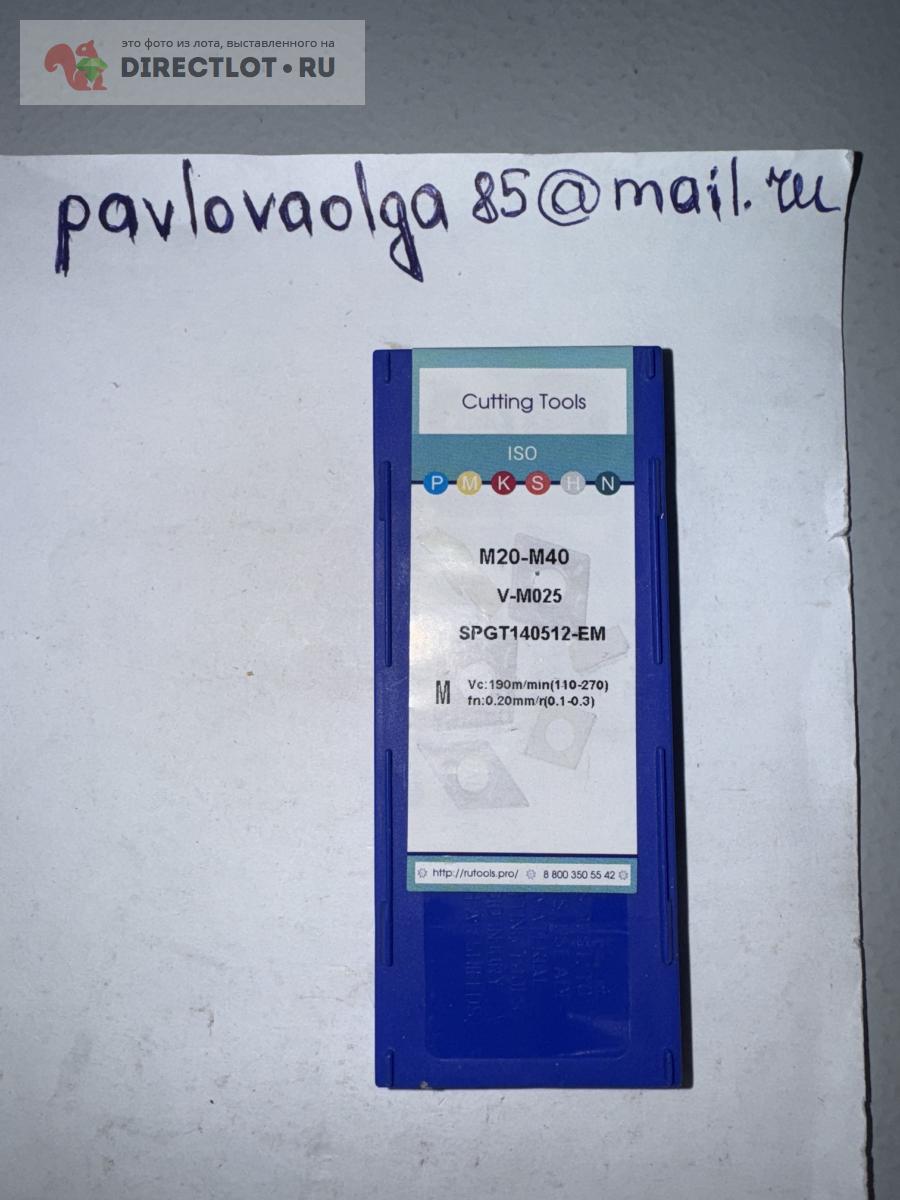 это фото из лота, выставленного на
DIRECTLOT•RU
pavlovaolga85@mail.ru
Cutting Tools
ISO
P M K S H N
M20-M40
V-M025
SPGT140512-EM
M
Vc:190m/min(110-270)
fn:0.20mm/r(0.1-0.3)
http://rutools.pro/ 8 800 350 55 42